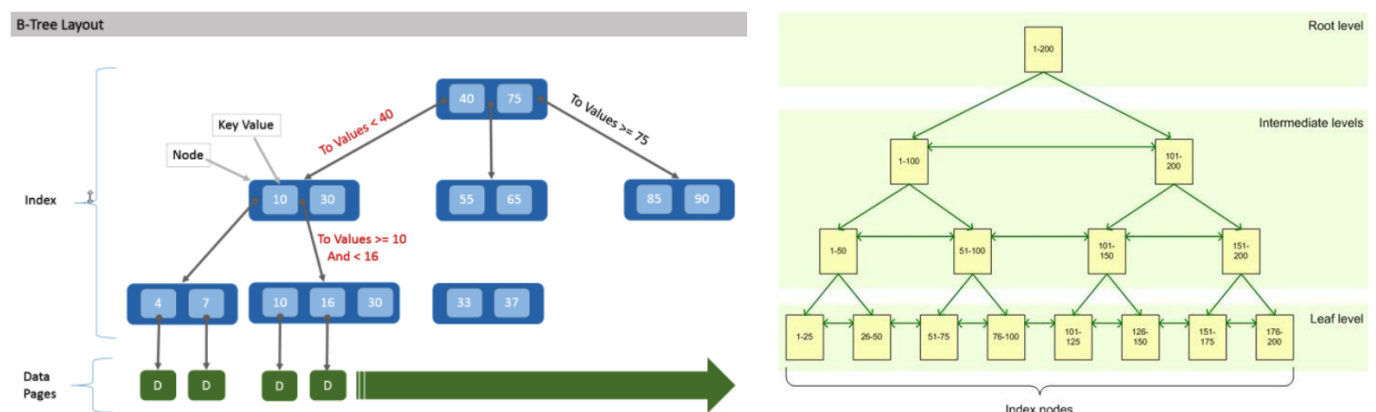 B-Tree Layout
40 75
To Values < 40
To Values >= 75
Key Value
Node
10 30
55 65
85 90
Index
To Values >= 10
And < 16
4 7
10 16 30
33 37
Data
Pages
D D D D
Root level
1-200
Intermediate levels
1-100
101-
200
1-50
51-100
101-
150
151-
200
Leaf level
1-25
26-50
51-75
76-100
101-
125
126-
150
151-
175
176-
200
Index nodes